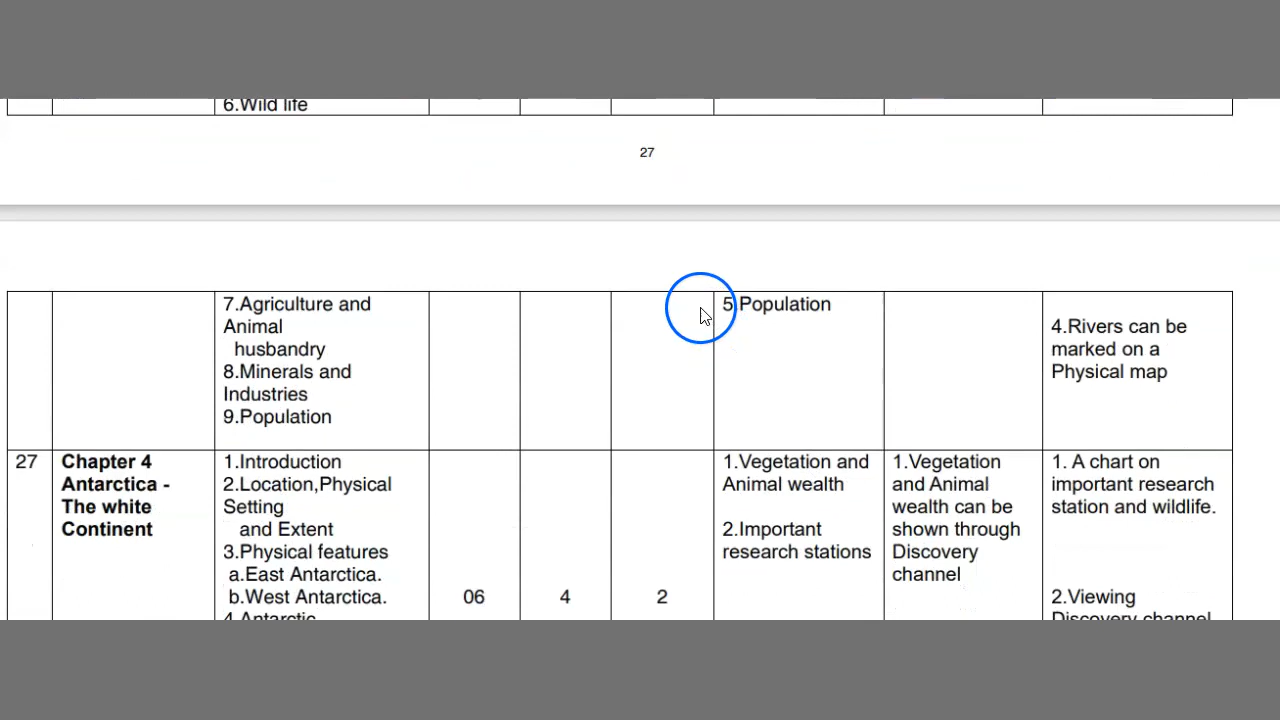 6.Wild life
27
7.Agriculture and
Animal
husbandry
8.Minerals and
Industries
9.Population
5.Population
4.Rivers can be
marked on a
Physical map
27
Chapter 4
Antarctica -
The white
Continent
1.Introduction
2.Location,Physical
Setting
and Extent
3.Physical features
a.East Antarctica.
b.West Antarctica.
4.Antarctic
06
4
2
1.Vegetation and
Animal wealth
2.Important
research stations
1.Vegetation
and Animal
wealth can be
shown through
Discovery
channel
1. A chart on
important research
station and wildlife.
2.Viewing
Discovery channel